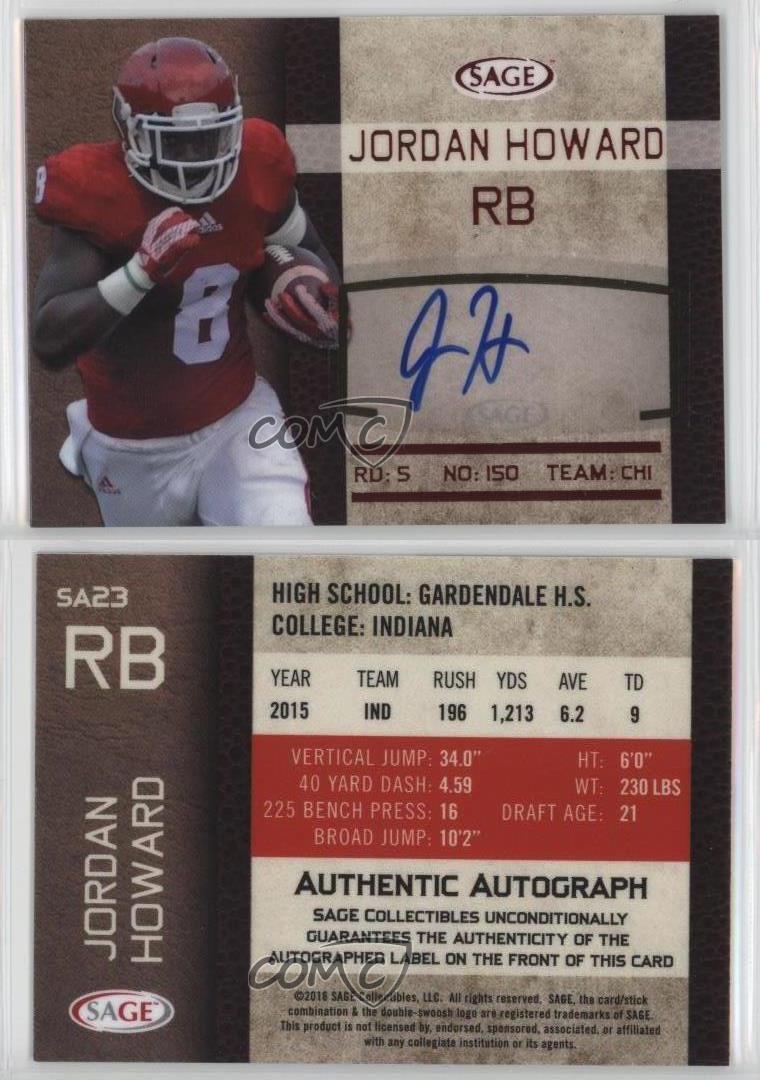 SAGE
JORDAN HOWARD
RB
8
8
adidas
adidas
SAGE
COMC
RD: 5 NO: 150 TEAM: CHI
SA23
RB
JORDAN
HOWARD
SAGE
HIGH SCHOOL: GARDENDALE H.S.
COLLEGE: INDIANA
YEAR TEAM RUSH YDS AVE TD
2015 IND 196 1,213 6.2 9
VERTICAL JUMP: 34.0" HT: 6'0"
40 YARD DASH: 4.59 WT: 230 LBS
225 BENCH PRESS: 16 DRAFT AGE: 21
BROAD JUMP: 10'2"
AUTHENTIC AUTOGRAPH
SAGE COLLECTIBLES UNCONDITIONALLY
GUARANTEES THE AUTHENTICITY OF THE
AUTOGRAPHED LABEL ON THE FRONT OF THIS CARD
COMC
©2016 SAGE Collectibles, LLC. All rights reserved. SAGE, the card/stick
combination & the double-swoosh logo are registered trademarks of SAGE.
This product is not licensed by, endorsed, sponsored, associated, or affiliated
with any collegiate institution or its agents.